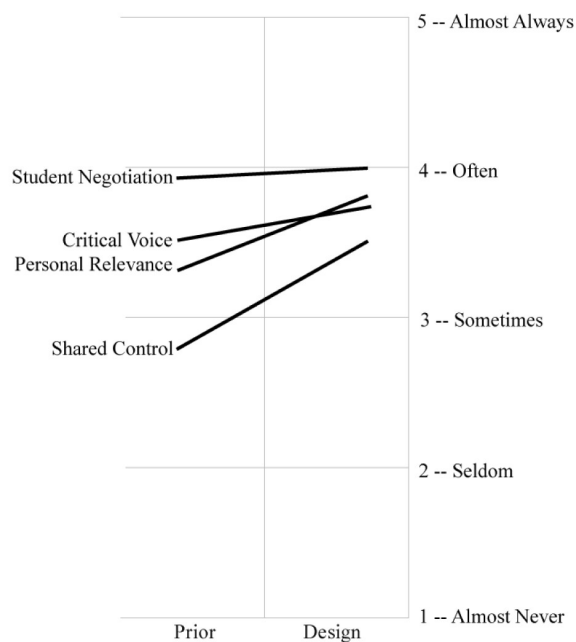 5 -- Almost Always
Student Negotiation
4 -- Often
Critical Voice
Personal Relevance
3 -- Sometimes
Shared Control
2 -- Seldom
1 -- Almost Never
Prior
Design